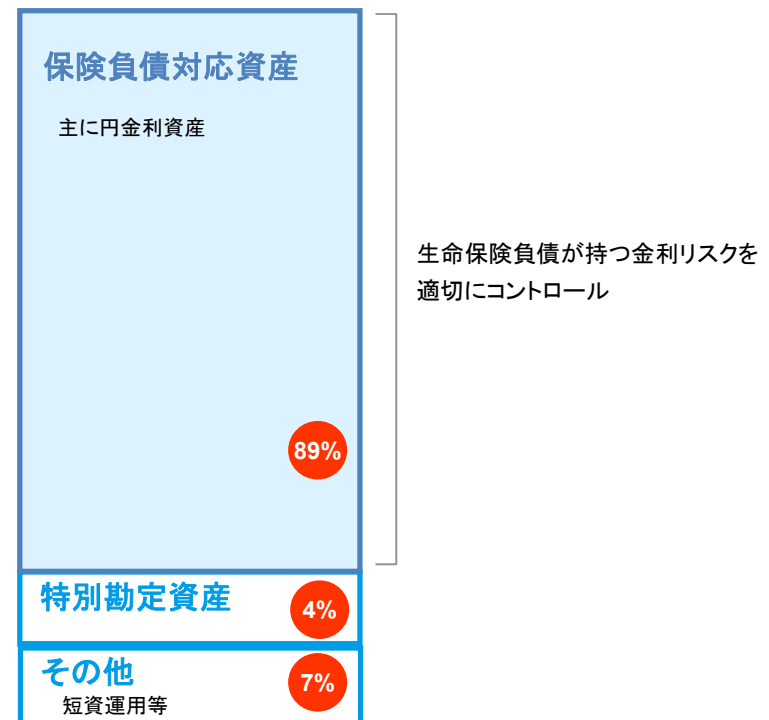 保険負債対応資産
主に円金利資産
生命保険負債が持つ金利リスクを
適切にコントロール
89%
特別勘定資産
4%
その他
7%
短資運用等